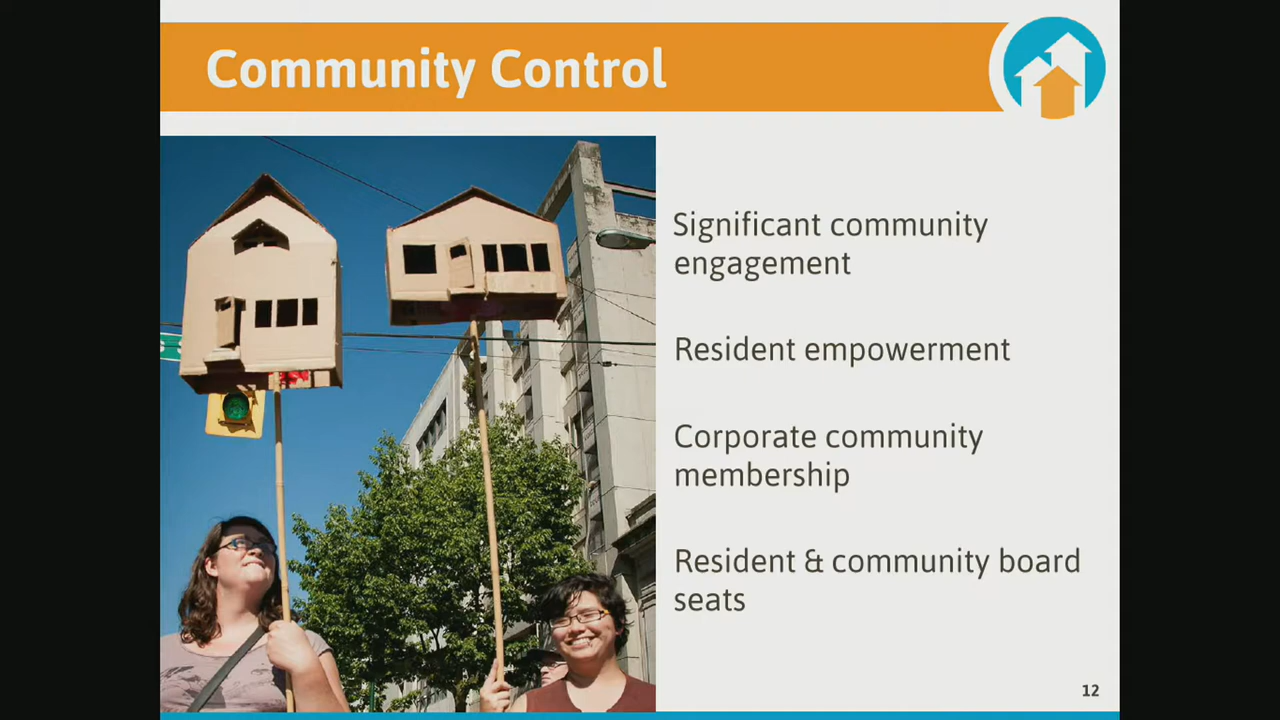 Community Control
Significant community
engagement
Resident empowerment
Corporate community
membership
Resident & community board
seats
12